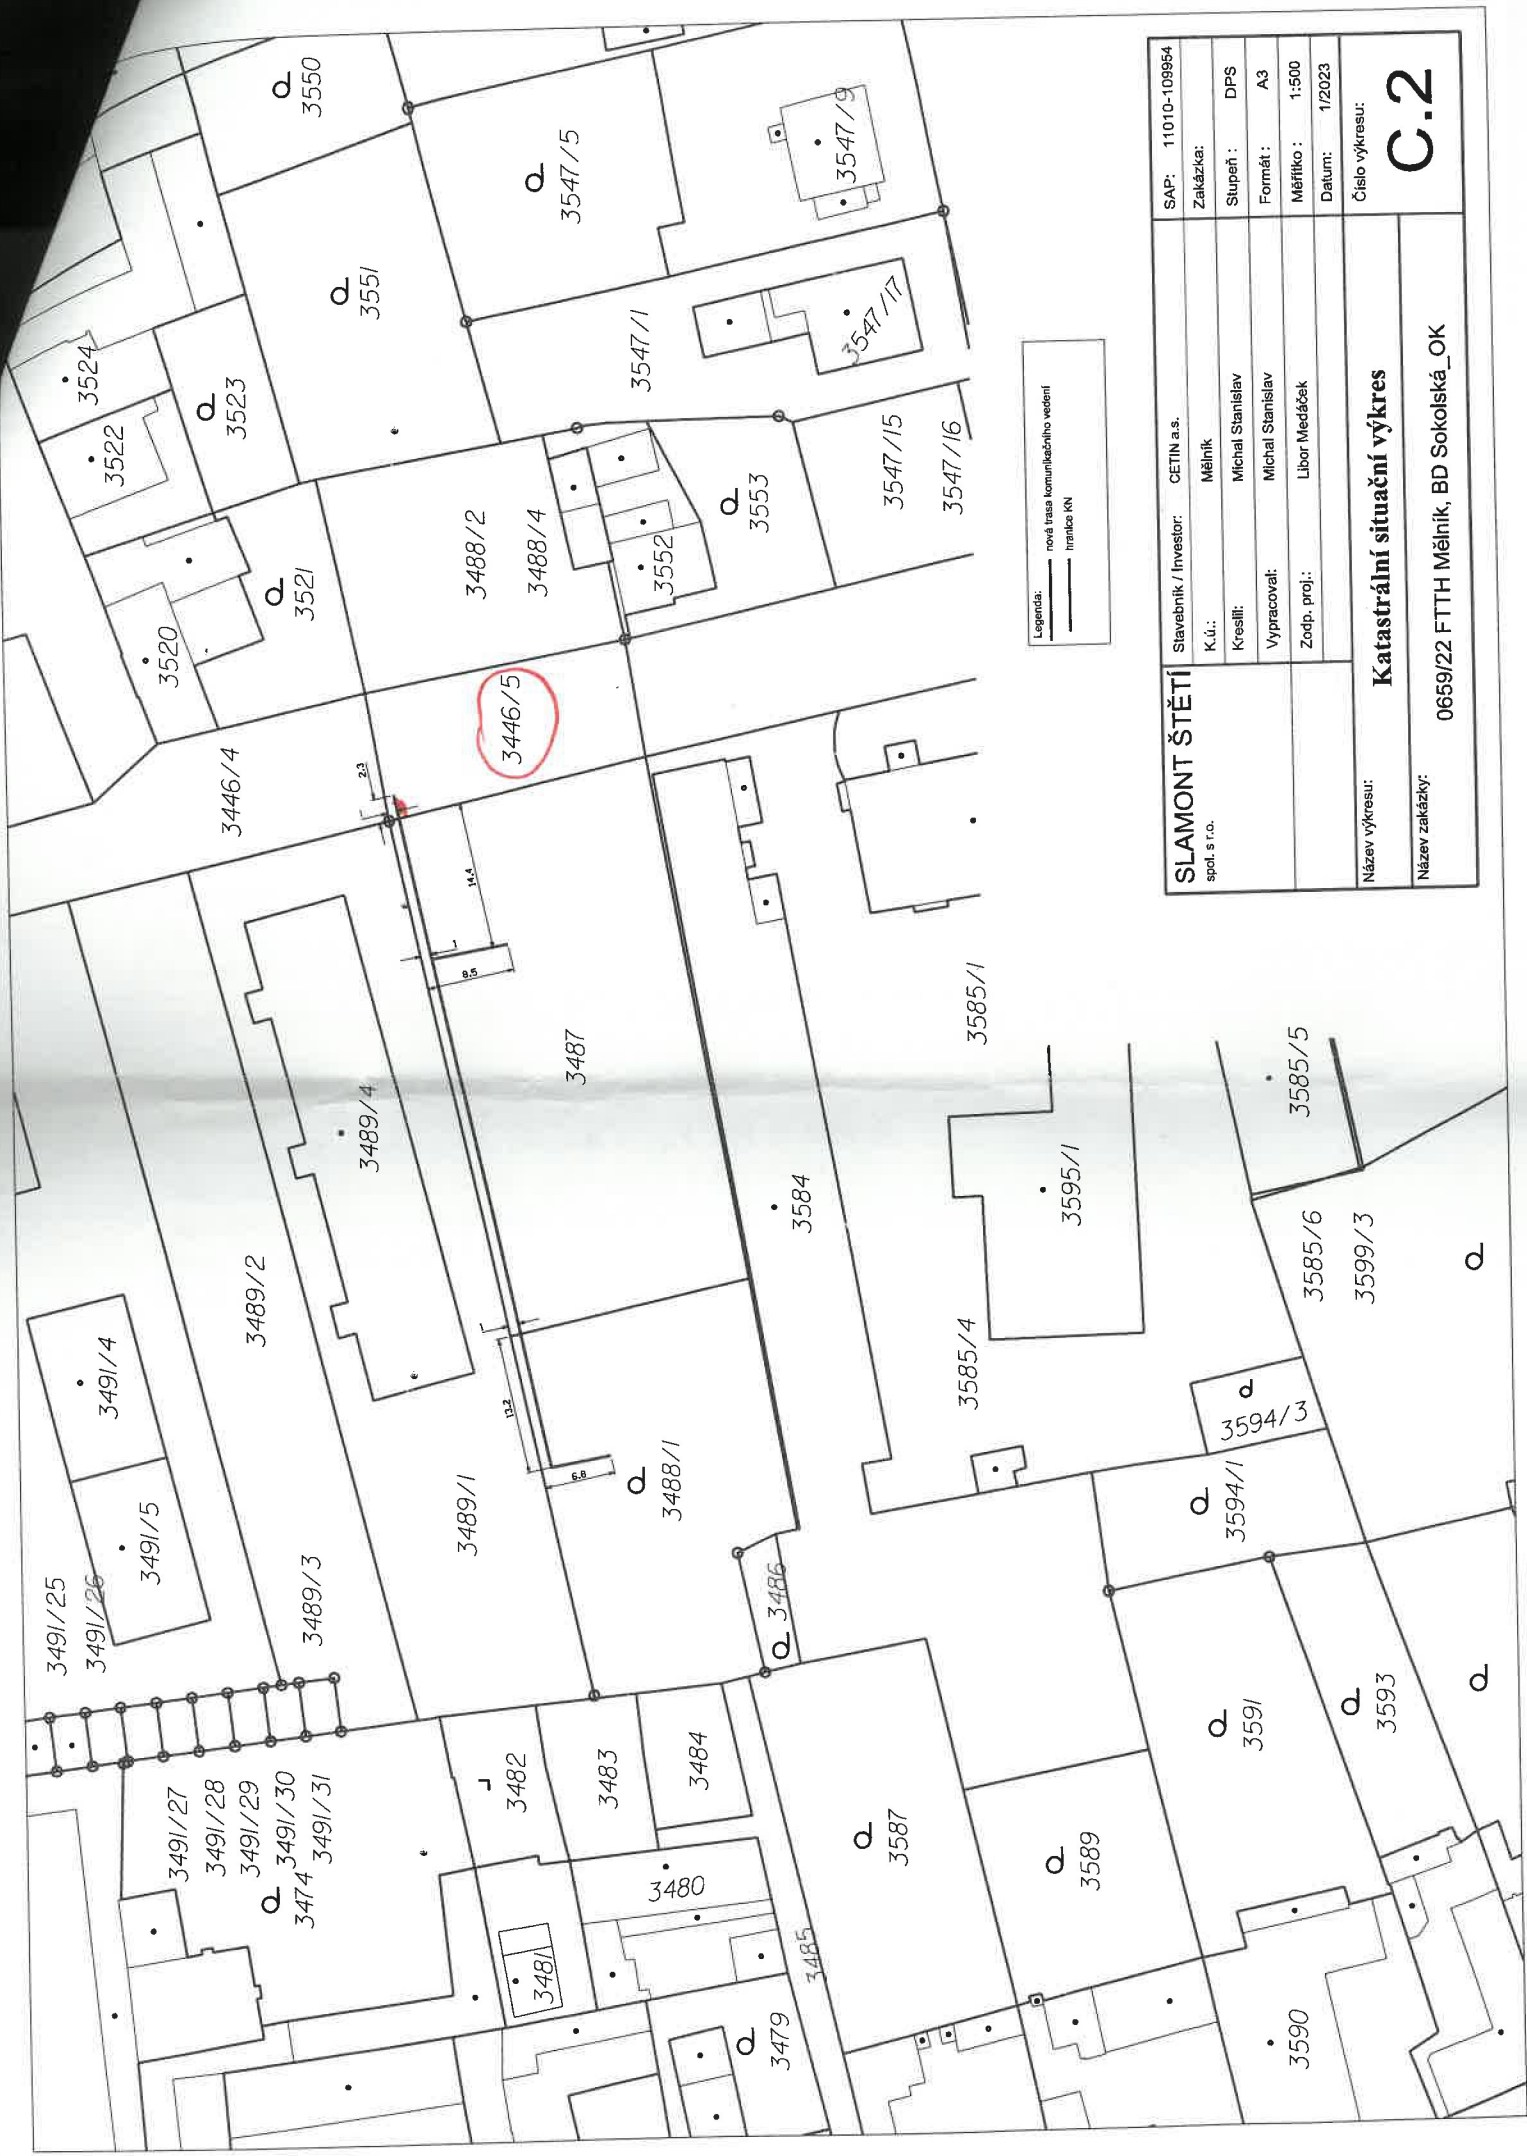 3550
3551
3547/5
3547/9
3524
3522
3523
3547/1
3547/17
3520
3521
3488/2
3488/4
3552
3553
3547/15
3547/16
3446/4
3446/5
2.3
1
14.4
1
8.5
3489/4
3487
3585/1
3489/2
3584
3595/1
3585/5
3585/6
3599/3
3491/4
3491/5
3491/25
3491/26
3489/3
3489/1
1
13.2
6.8
3488/1
3585/4
3594/3
3594/1
3486
3491/27
3491/28
3491/29
3491/30
3491/31
3474
3482
3483
3484
3480
3481
3485
3479
3587
3589
3591
3593
3590
Legenda:
nová trasa komunikačního vedení
hranice KN
SLAMONT ŠTĚTÍ
spol. s r.o.
Stavebník / Investor: CETIN a.s.
K.ú.: Mělník
Kreslil: Michal Stanislav
Vypracoval: Michal Stanislav
Zodp. proj.: Libor Medáček
SAP: 11010-109954
Zakázka:
Stupeň : DPS
Formát : A3
Měřítko : 1:500
Datum: 1/2023
Název výkresu:
Katastrální situační výkres
Číslo výkresu:
C.2
Název zakázky:
0659/22 FTTH Mělník, BD Sokolská_OK